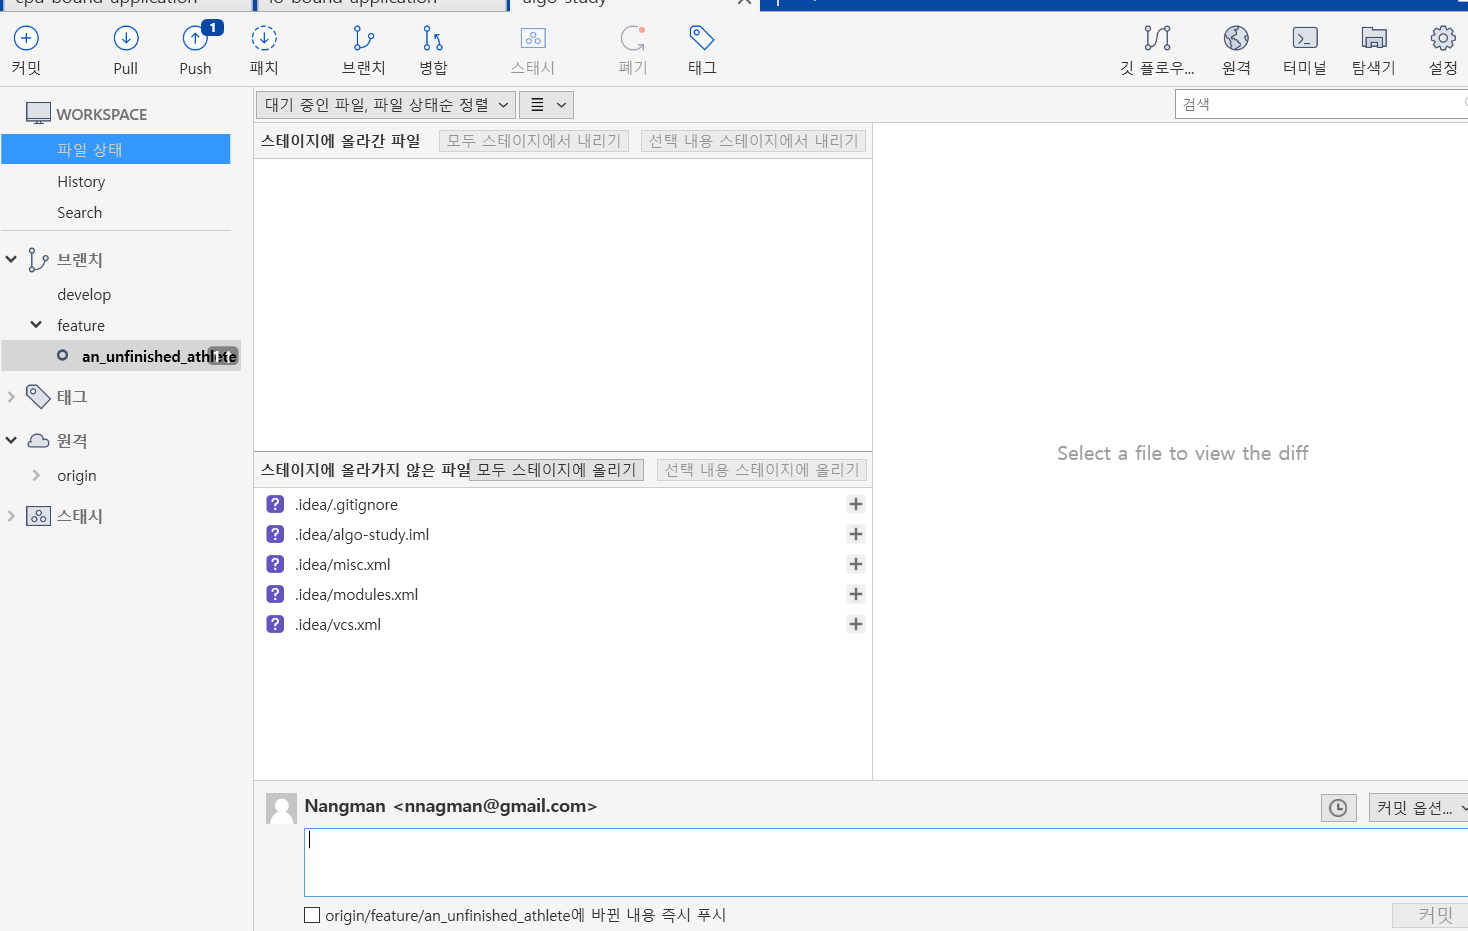 cpu-bound-application
io-bound-application
algo-study
커밋
Pull
1
Push
패치
브랜치
병합
스태시
폐기
태그
깃 플로우...
원격
터미널
탐색기
설정
WORKSPACE
파일 상태
History
Search
브랜치
develop
feature
an_unfinished_athlete
태그
원격
origin
스태시
대기 중인 파일, 파일 상태순 정렬
검색
스테이지에 올라간 파일
모두 스테이지에서 내리기
선택 내용 스테이지에서 내리기
Select a file to view the diff
스테이지에 올라가지 않은 파일
모두 스테이지에 올리기
선택 내용 스테이지에 올리기
.idea/.gitignore
.idea/algo-study.iml
.idea/misc.xml
.idea/modules.xml
.idea/vcs.xml
Nangman <nnagman@gmail.com>
커밋 옵션...
origin/feature/an_unfinished_athlete에 바뀐 내용 즉시 푸시
커밋